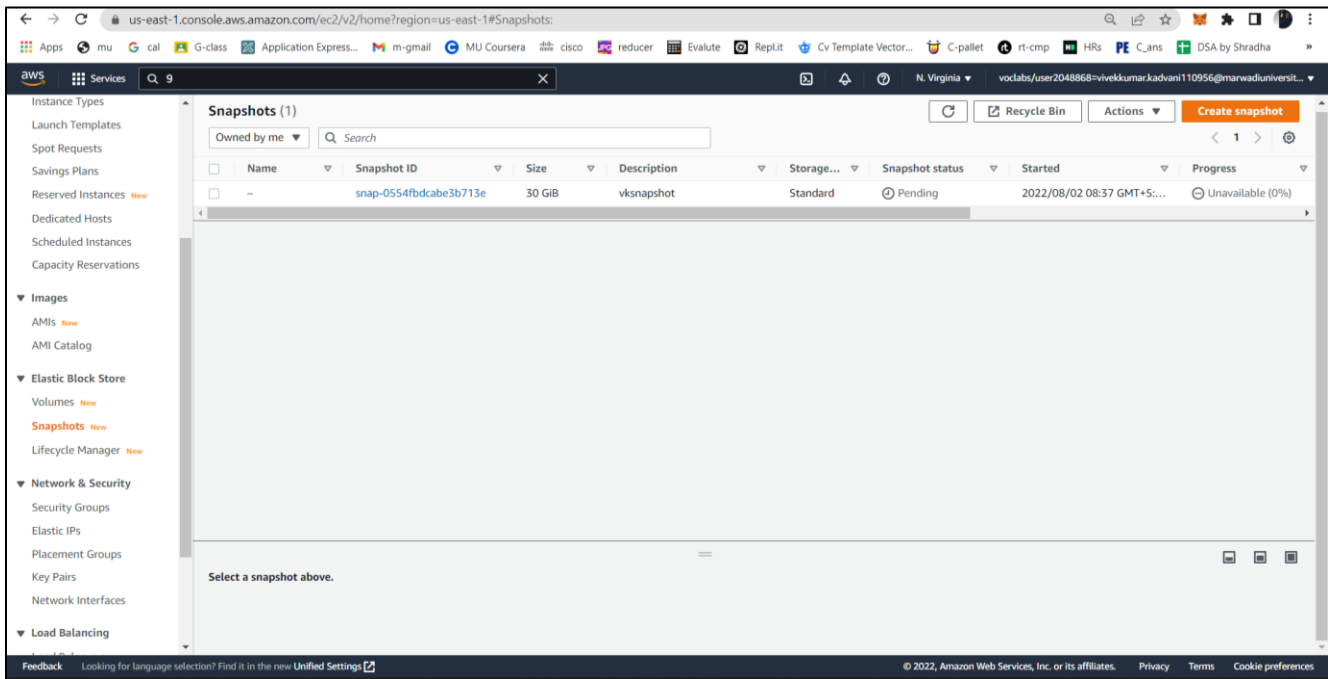 us-east-1.console.aws.amazon.com/ec2/v2/home?region=us-east-1#Snapshots:
Apps mu G cal G-class Application Express... m-gmail MU Coursera cisco reducer Evalute Repl.it Cv Template Vector... C-pallet rt-cmp HRs C_ans DSA by Shradha »
aws Services 9 N. Virginia ▼ voclabs/user2048868=vivekkumar.kadvani110956@marwadiuniversit... ▼
Instance Types
Launch Templates
Spot Requests
Savings Plans
Reserved Instances New
Dedicated Hosts
Scheduled Instances
Capacity Reservations
▼ Images
AMIs New
AMI Catalog
▼ Elastic Block Store
Volumes New
Snapshots New
Lifecycle Manager New
▼ Network & Security
Security Groups
Elastic IPs
Placement Groups
Key Pairs
Network Interfaces
▼ Load Balancing
Snapshots (1) Recycle Bin Actions ▼ Create snapshot
Owned by me ▼ Search < 1 >
Name Snapshot ID Size Description Storage... Snapshot status Started Progress
– snap-0554fbdcabe3b713e 30 GiB vksnapshot Standard Pending 2022/08/02 08:37 GMT+5:... Unavailable (0%)
Select a snapshot above.
Feedback Looking for language selection? Find it in the new Unified Settings © 2022, Amazon Web Services, Inc. or its affiliates. Privacy Terms Cookie preferences